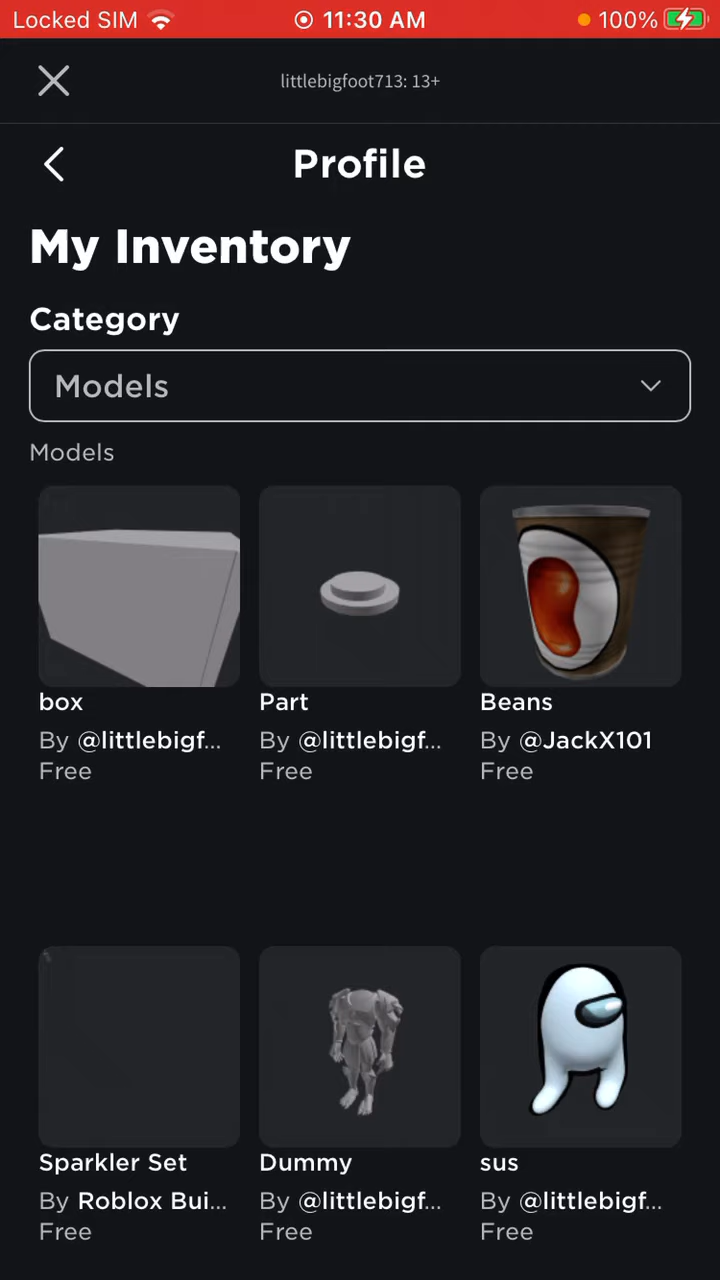 Locked SIM 11:30 AM 100%
littlebigfoot713: 13+
Profile
My Inventory
Category
Models
Models
box Part Beans
By @littlebigf... By @littlebigf... By @JackX101
Free Free Free
Sparkler Set Dummy sus
By Roblox Bui... By @littlebigf... By @littlebigf...
Free Free Free